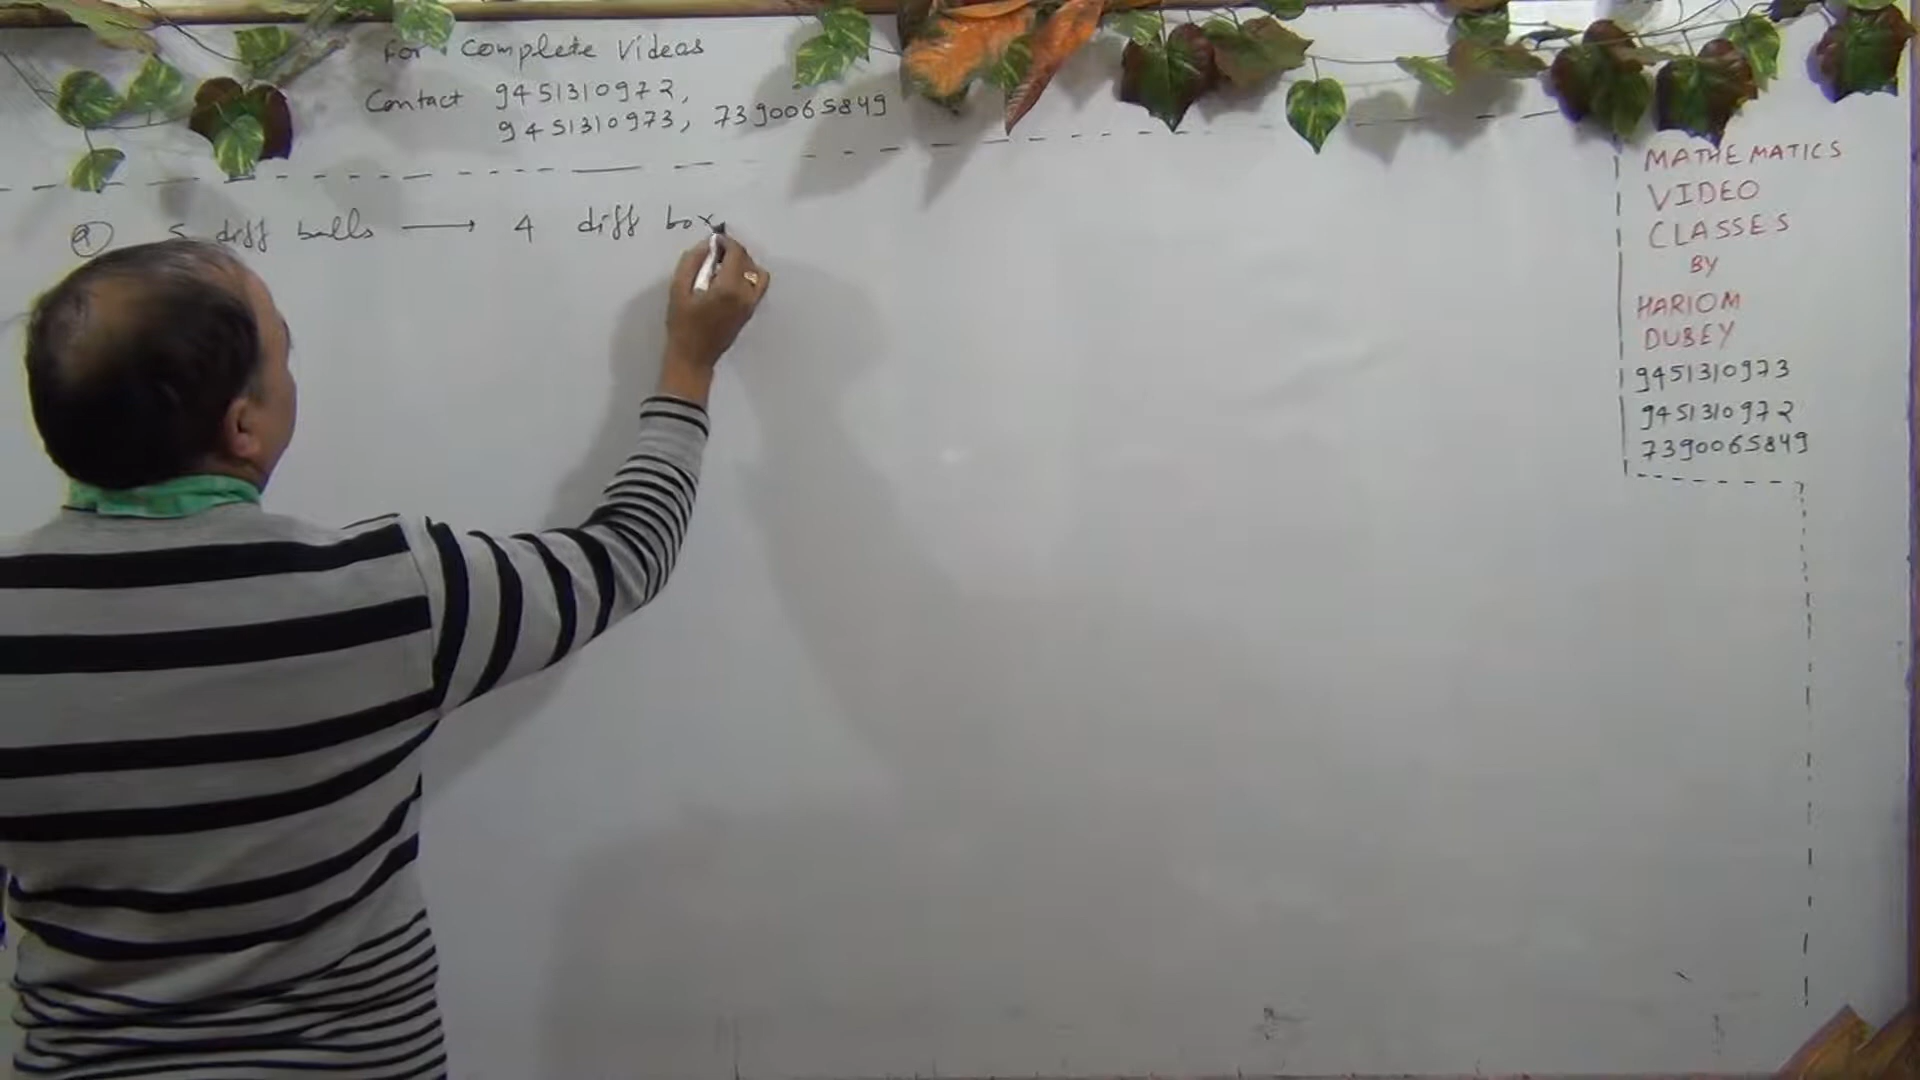 For Complete Videos
Contact 9451310972,
9451310973, 7390065849
Q 5 diff balls → 4 diff box
MATHEMATICS
VIDEO
CLASSES
BY
HARIOM
DUBEY
9451310973
9451310972
7390065849